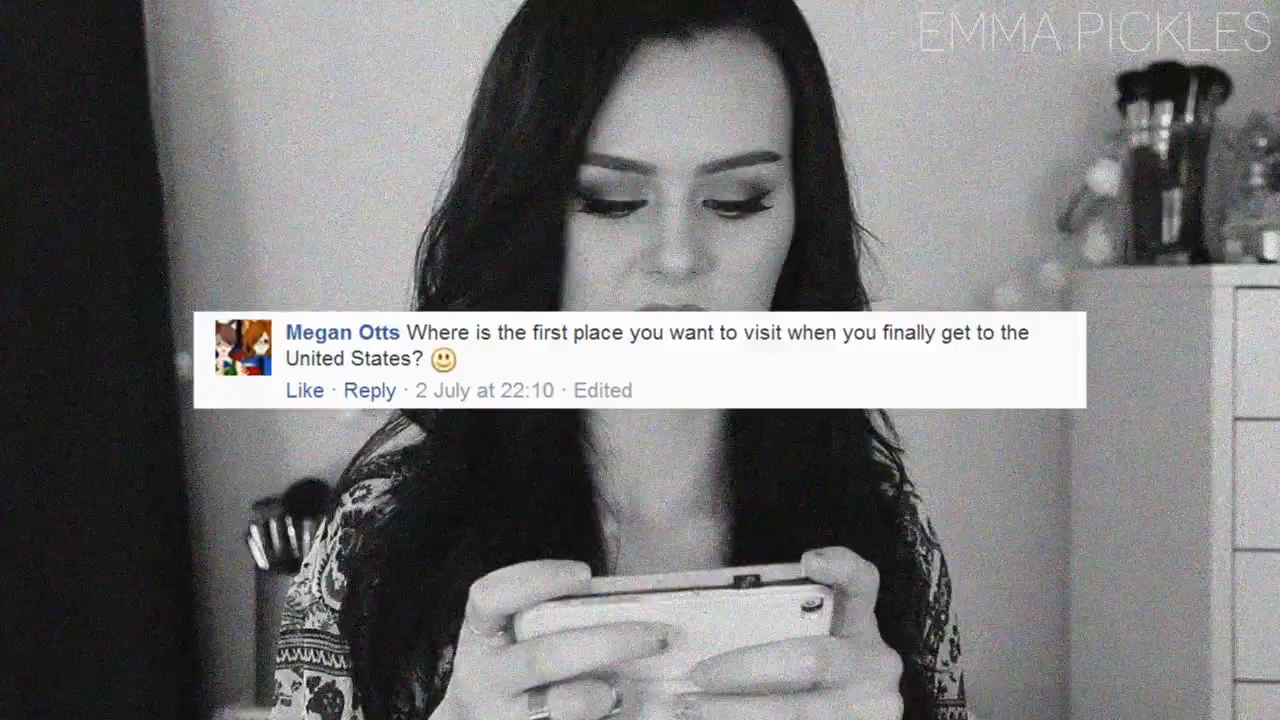 EMMA PICKLES
Megan Otts Where is the first place you want to visit when you finally get to the
United States? 🙂
Like · Reply · 2 July at 22:10 · Edited